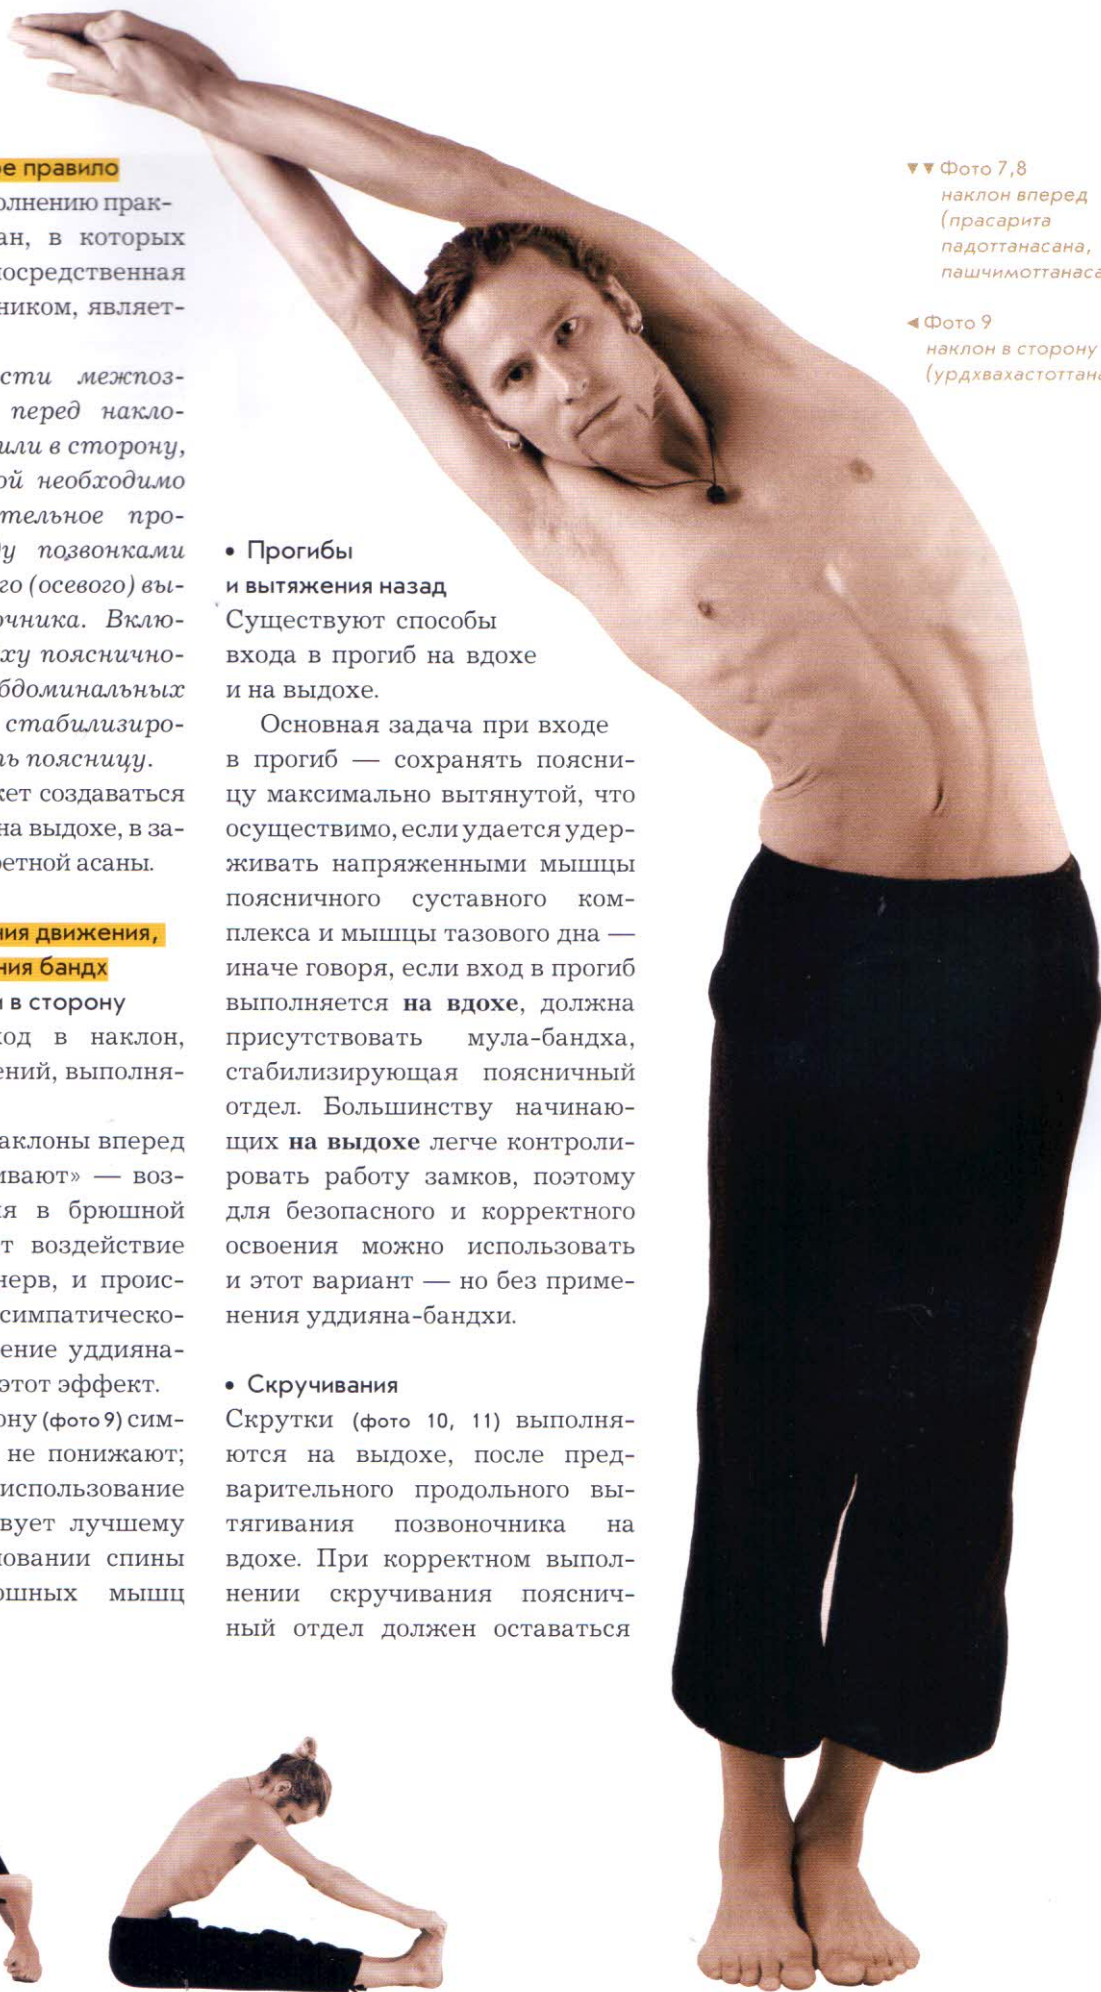 ое правило
олнению прак-
ан, в которых
посредственная
ником, являет-
сти межпоз-
перед накло-
или в сторону,
ой необходимо
тельное про-
ду позвонками
го (осевого) вы-
очника. Вклю-
ху пояснично-
бдоминальных
стабилизиро-
ть поясницу.
жет создаваться
на выдохе, в за-
ретной асаны.
ния движения,
ния бандх
и в сторону
од в наклон,
ений, выполня-
аклоны вперед
ивают» — воз-
ия в брюшной
т воздействие
нерв, и проис-
симпатическо-
ение уддияна-
этот эффект.
ону (фото 9) сим-
не понижают;
использование
вует лучшему
овании спины
юшных мышц
• Прогибы
и вытяжения назад
Существуют способы
входа в прогиб на вдохе
и на выдохе.
Основная задача при входе
в прогиб — сохранять поясни-
цу максимально вытянутой, что
осуществимо, если удается удер-
живать напряженными мышцы
поясничного суставного ком-
плекса и мышцы тазового дна —
иначе говоря, если вход в прогиб
выполняется на вдохе, должна
присутствовать мула-бандха,
стабилизирующая поясничный
отдел. Большинству начинаю-
щих на выдохе легче контроли-
ровать работу замков, поэтому
для безопасного и корректного
освоения можно использовать
и этот вариант — но без приме-
нения уддияна-бандхи.
• Скручивания
Скрутки (фото 10, 11) выполня-
ются на выдохе, после пред-
варительного продольного вы-
тягивания позвоночника на
вдохе. При корректном выпол-
нении скручивания пояснич-
ный отдел должен оставаться
▼▼ Фото 7,8
наклон вперед
(прасарита
падоттанасана,
пашчимоттанаса
◄ Фото 9
наклон в сторону
(урдхвахастоттана